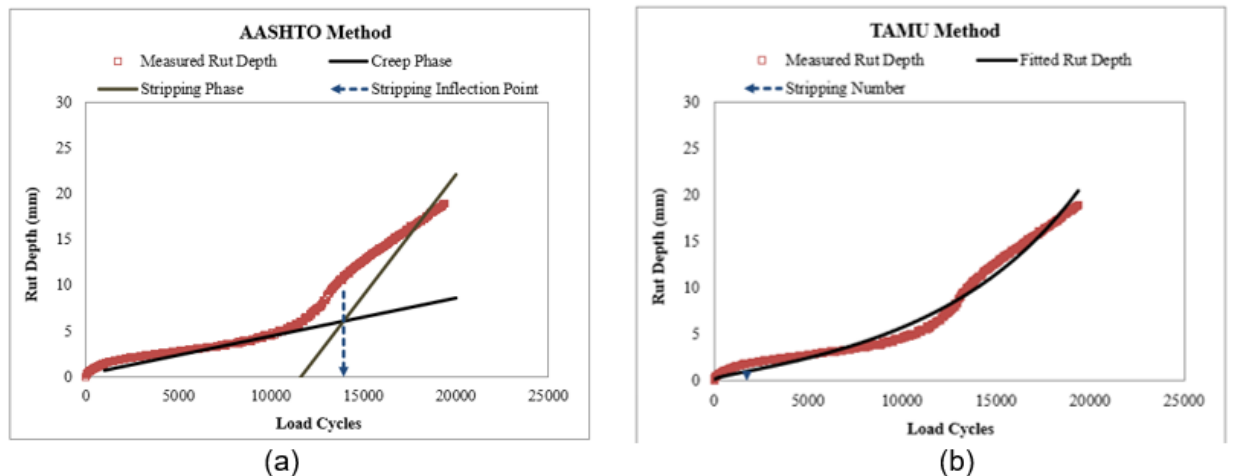 AASHTO Method
Measured Rut Depth Creep Phase
Stripping Phase Stripping Inflection Point
30
25
20
15
10
5
0
Rut Depth (mm)
0 5000 10000 15000 20000 25000
Load Cycles
(a)
TAMU Method
Measured Rut Depth Fitted Rut Depth
Stripping Number
30
25
20
15
10
5
0
Rut Depth (mm)
0 5000 10000 15000 20000 25000
Load Cycles
(b)